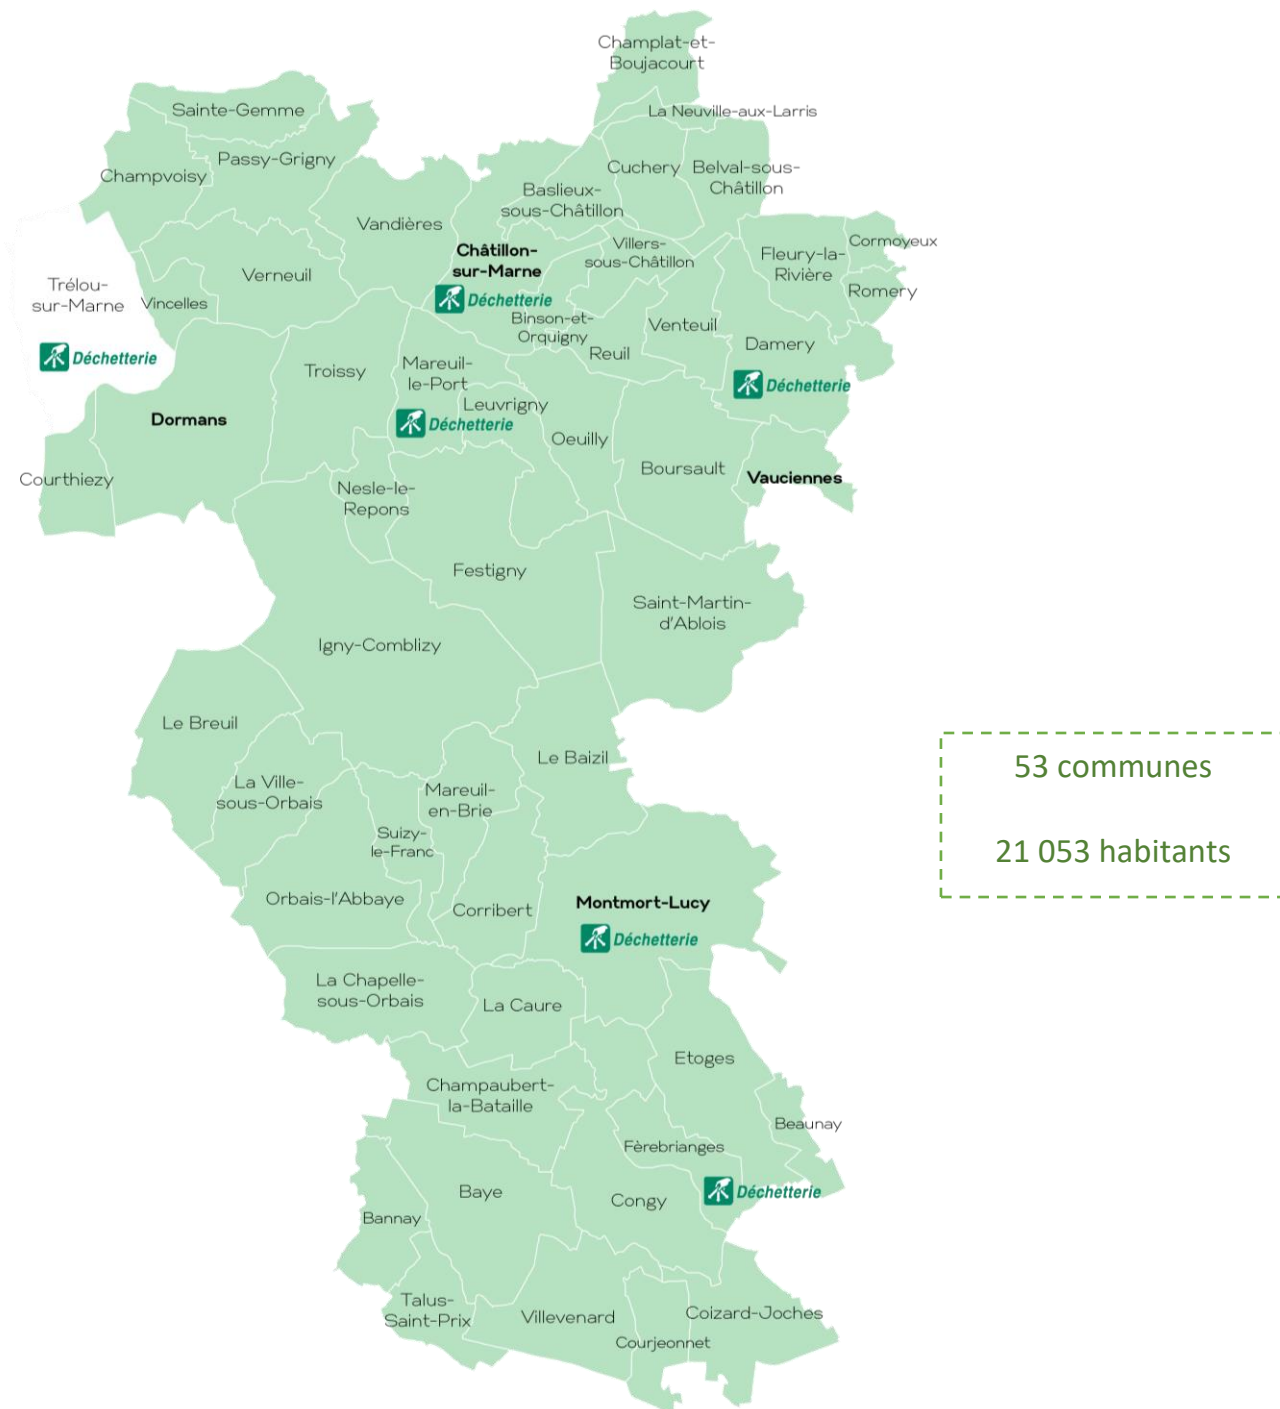 Champlat-et-
Boujacourt
Sainte-Gemme
La Neuville-aux-Larris
Passy-Grigny
Champvoisy
Cuchery
Belval-sous-
Châtillon
Baslieux-
sous-Châtillon
Vandières
Châtillon-
sur-Marne
Déchetterie
Villers-
sous-Châtillon
Fleury-la-
Rivière
Cormoyeux
Romery
Verneuil
Trélou-
sur-Marne
Déchetterie
Vincelles
Binson-et-
Orquigny
Reuil
Venteuil
Damery
Déchetterie
Troissy
Mareuil-
le-Port
Déchetterie
Leuvrigny
Dormans
Oeuilly
Boursault
Vauciennes
Courthiezy
Nesle-le-
Repons
Festigny
Saint-Martin-
d'Ablois
Igny-Comblizy
Le Breuil
Le Baizil
La Ville-
sous-Orbais
Mareuil-
en-Brie
Suizy-
le-Franc
53 communes
21 053 habitants
Orbais-l'Abbaye
Corribert
Montmort-Lucy
Déchetterie
La Chapelle-
sous-Orbais
La Caure
Etoges
Champaubert-
la-Bataille
Beaunay
Fèrebrianges
Déchetterie
Baye
Congy
Bannay
Talus-
Saint-Prix
Villevenard
Coizard-Joches
Courjeonnet